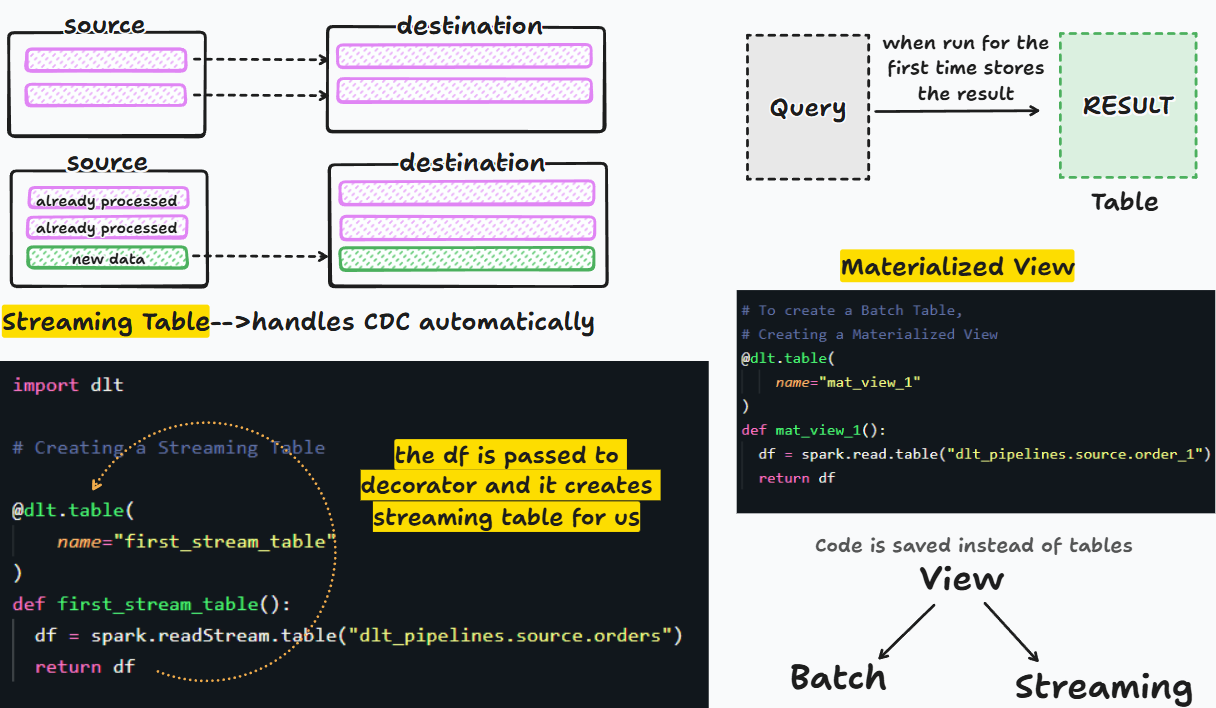 source
destination
source
already processed
already processed
new data
destination
Streaming Table-->handles CDC automatically
import dlt
# Creating a Streaming Table
@dlt.table(
name="first_stream_table"
)
def first_stream_table():
df = spark.readStream.table("dlt_pipelines.source.orders")
return df
the df is passed to
decorator and it creates
streaming table for us
Query
when run for the
first time stores
the result
RESULT
Table
Materialized View
# To create a Batch Table,
# Creating a Materialized View
@dlt.table(
name="mat_view_1"
)
def mat_view_1():
df = spark.read.table("dlt_pipelines.source.order_1")
return df
Code is saved instead of tables
View
Batch
Streaming